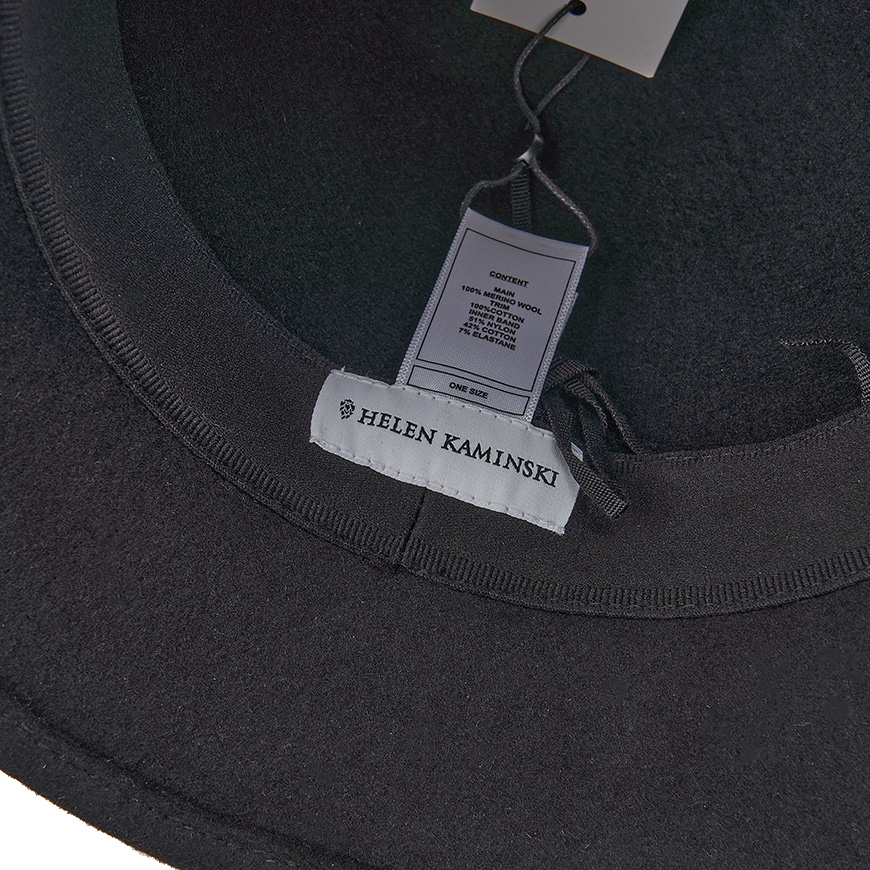 CONTENT
MAIN
100% MERINO WOOL
TRIM
100%COTTON
INNER BAND
51% NYLON
42% COTTON
7% ELASTANE
ONE SIZE
HELEN KAMINSKI